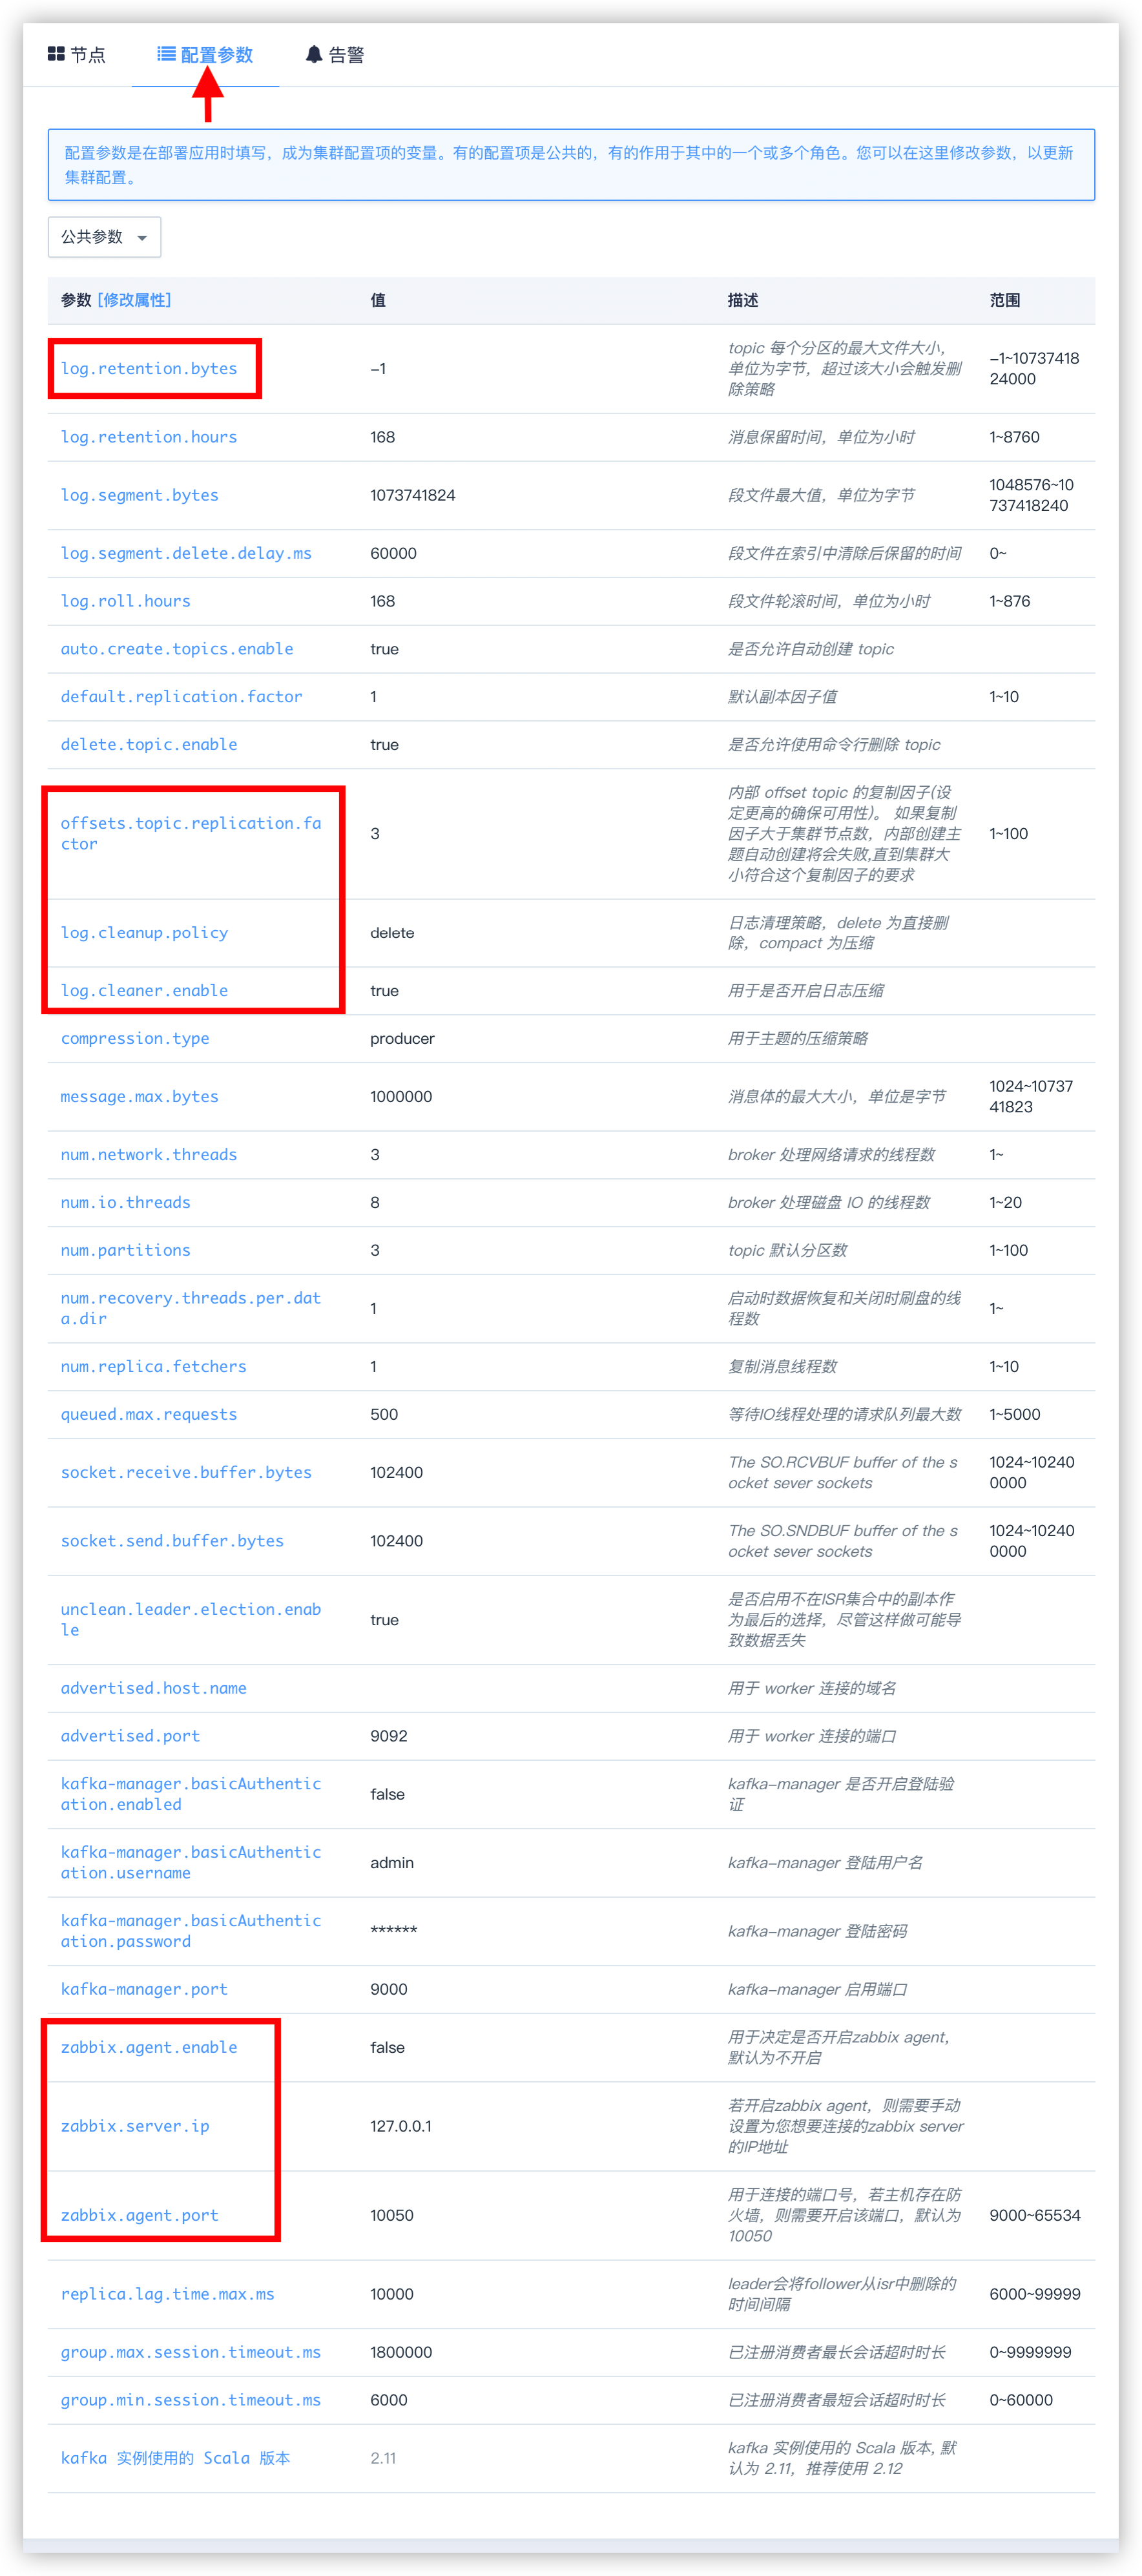 节点 配置参数 告警
配置参数是在部署应用时填写，成为集群配置项的变量。有的配置项是公共的，有的作用于其中的一个或多个角色。您可以在这里修改参数，以更新
集群配置。
公共参数
参数 [修改属性] 值 描述 范围
log.retention.bytes -1 topic 每个分区的最大文件大小, -1~10737418
单位为字节，超过该大小会触发删 24000
除策略
log.retention.hours 168 消息保留时间，单位为小时 1~8760
log.segment.bytes 1073741824 段文件最大值，单位为字节 1048576~10
737418240
log.segment.delete.delay.ms 60000 段文件在索引中清除后保留的时间 0~
log.roll.hours 168 段文件轮滚时间，单位为小时 1~876
auto.create.topics.enable true 是否允许自动创建 topic
default.replication.factor 1 默认副本因子值 1~10
delete.topic.enable true 是否允许使用命令行删除 topic
offsets.topic.replication.fa 3 内部 offset topic 的复制因子(设 1~100
ctor 定更高的确保可用性)。 如果复制
因子大于集群节点数，内部创建主
题自动创建将会失败,直到集群大
小符合这个复制因子的要求
log.cleanup.policy delete 日志清理策略，delete 为直接删
除，compact 为压缩
log.cleaner.enable true 用于是否开启日志压缩
compression.type producer 用于主题的压缩策略
message.max.bytes 1000000 消息体的最大大小，单位是字节 1024~10737
41823
num.network.threads 3 broker 处理网络请求的线程数 1~
num.io.threads 8 broker 处理磁盘 IO 的线程数 1~20
num.partitions 3 topic 默认分区数 1~100
num.recovery.threads.per.dat 1 启动时数据恢复和关闭时刷盘的线 1~
a.dir 程数
num.replica.fetchers 1 复制消息线程数 1~10
queued.max.requests 500 等待IO线程处理的请求队列最大数 1~5000
socket.receive.buffer.bytes 102400 The SO.RCVBUF buffer of the s 1024~10240
ocket sever sockets 0000
socket.send.buffer.bytes 102400 The SO.SNDBUF buffer of the s 1024~10240
ocket sever sockets 0000
unclean.leader.election.enab true 是否启用不在ISR集合中的副本作
le 为最后的选择，尽管这样做可能导
致数据丢失
advertised.host.name 用于 worker 连接的域名
advertised.port 9092 用于 worker 连接的端口
kafka-manager.basicAuthentic false kafka-manager 是否开启登陆验
ation.enabled 证
kafka-manager.basicAuthentic admin kafka-manager 登陆用户名
ation.username
kafka-manager.basicAuthentic ****** kafka-manager 登陆密码
ation.password
kafka-manager.port 9000 kafka-manager 启用端口
zabbix.agent.enable false 用于决定是否开启zabbix agent,
默认为不开启
zabbix.server.ip 127.0.0.1 若开启zabbix agent，则需要手动
设置为您想要连接的zabbix server
的IP地址
zabbix.agent.port 10050 用于连接的端口号，若主机存在防 9000~65534
火墙，则需要开启该端口，默认为
10050
replica.lag.time.max.ms 10000 leader会将follower从isr中删除的 6000~99999
时间间隔
group.max.session.timeout.ms 1800000 已注册消费者最长会话超时时长 0~9999999
group.min.session.timeout.ms 6000 已注册消费者最短会话超时时长 0~60000
kafka 实例使用的 Scala 版本 2.11 kafka 实例使用的 Scala 版本, 默
认为 2.11，推荐使用 2.12